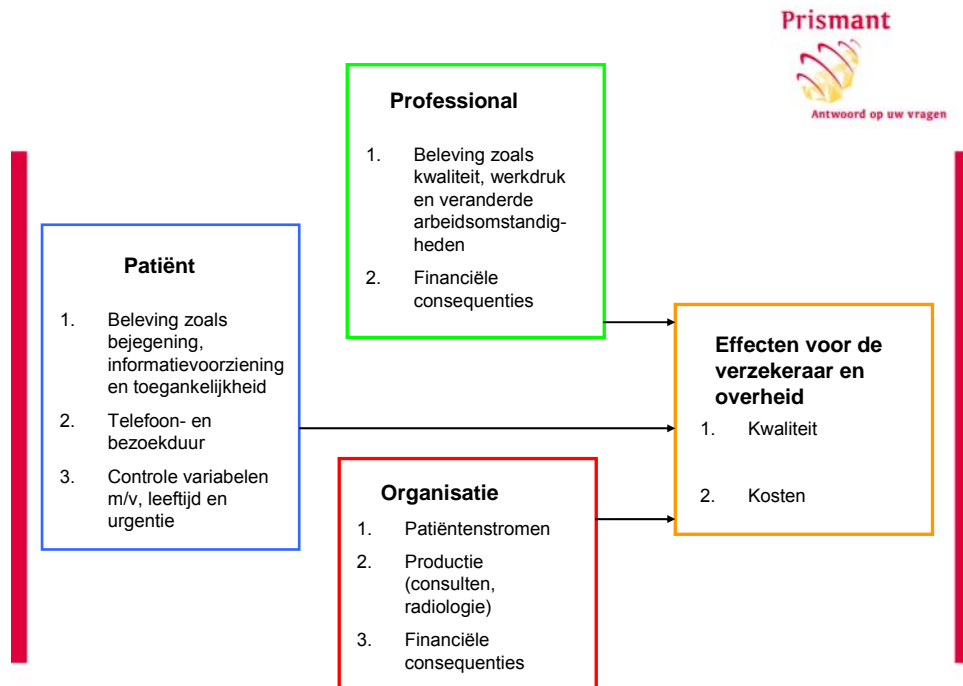 Prismant
Antwoord op uw vragen
Professional
1. Beleving zoals
kwaliteit, werkdruk
en veranderde
arbeidsomstandig-
heden
2. Financiële
consequenties
Patiënt
1. Beleving zoals
bejegening,
informatievoorziening
en toegankelijkheid
2. Telefoon- en
bezoekduur
3. Controle variabelen
m/v, leeftijd en
urgentie
Organisatie
1. Patiëntenstromen
2. Productie
(consulten,
radiologie)
3. Financiële
consequenties
Effecten voor de
verzekeraar en
overheid
1. Kwaliteit
2. Kosten